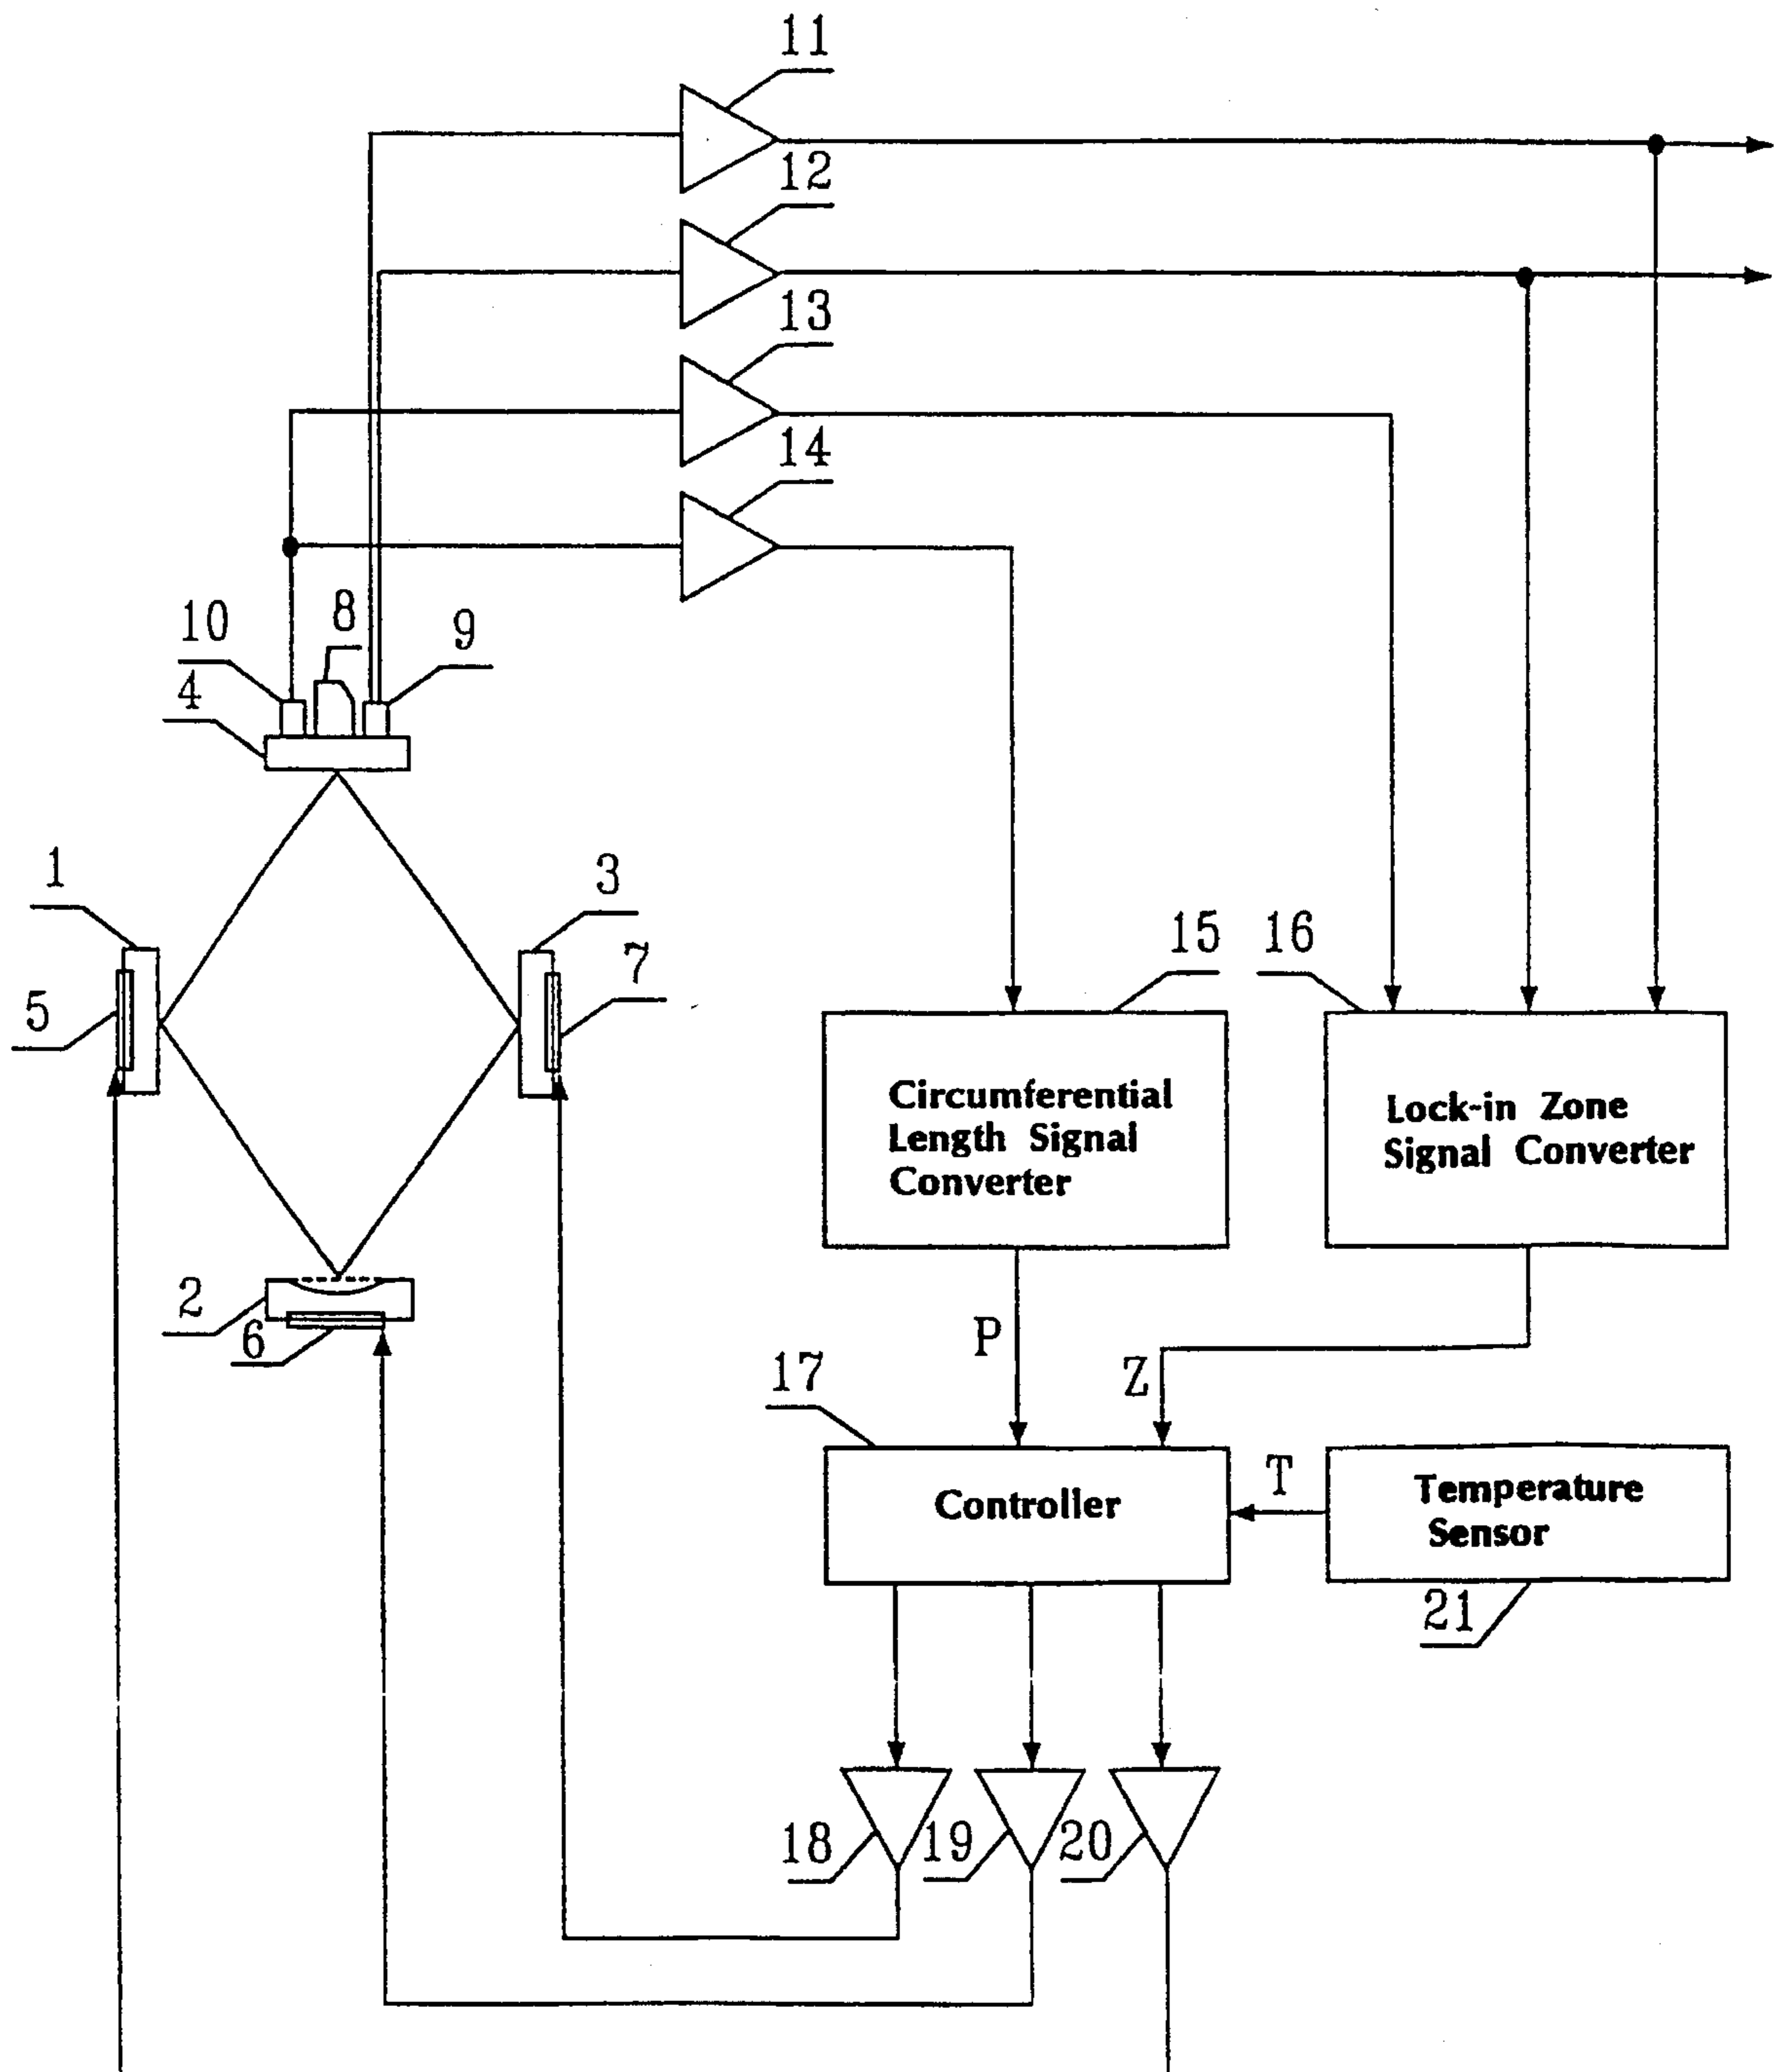 11
12
13
14
10
8
9
4
1
3
5
7
15
16
Circumferential
Length Signal
Converter
Lock-in Zone
Signal Converter
2
6
P
Z
17
Controller
T
Temperature
Sensor
21
18
19
20